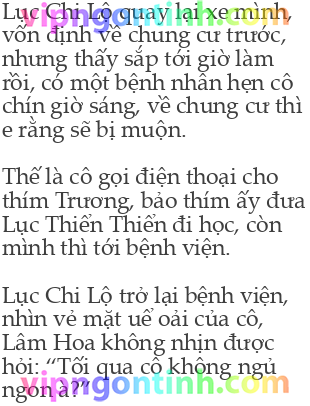 Lục Chi Lộ quay lại xe mình,
vốn định về chung cư trước,
nhưng thấy sắp tới giờ làm
rồi, có một bệnh nhân hẹn cô
chín giờ sáng, về chung cư thì
e rằng sẽ bị muộn.
Thế là cô gọi điện thoại cho
thím Trương, bảo thím ấy đưa
Lục Thiển Thiển đi học, còn
mình thì tới bệnh viện.
Lục Chi Lộ trở lại bệnh viện,
nhìn vẻ mặt uể oải của cô,
Lâm Hoa không nhịn được
hỏi: “Tối qua cô không ngủ
ngon à?”
vipngontinh.com
vipngontinh.com